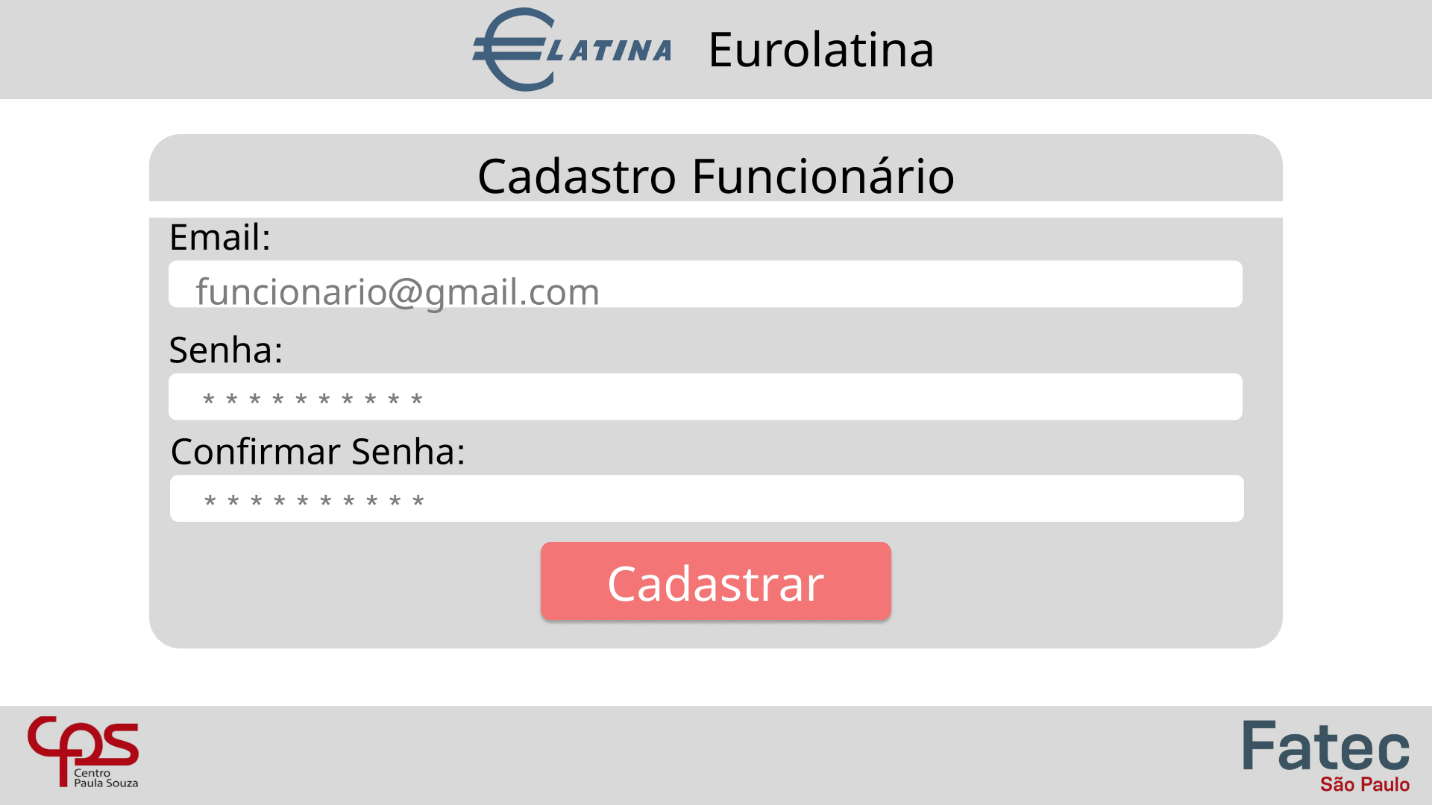 €LATINA Eurolatina
Cadastro Funcionário
Email:
funcionario@gmail.com
Senha:
* * * * * * * * * *
Confirmar Senha:
* * * * * * * * * *
Cadastrar
cps
Centro
Paula Souza
Fatec
São Paulo